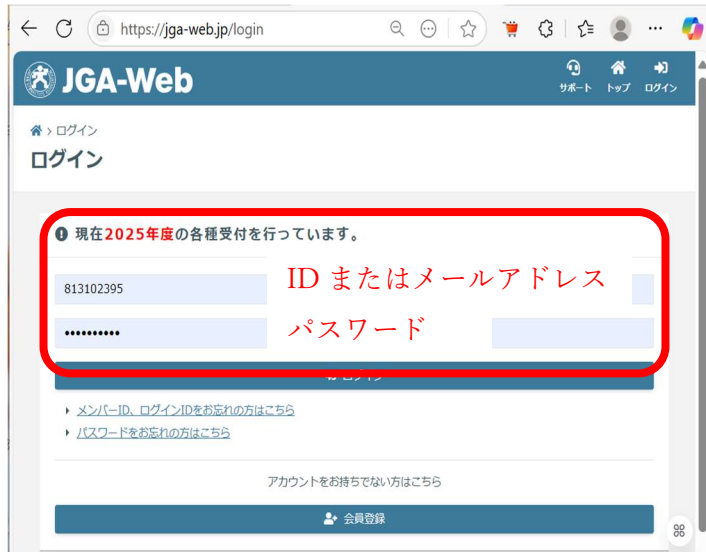 https://jga-web.jp/login
JGA-Web
サポート
トップ
ログイン
> ログイン
ログイン
現在2025年度の各種受付を行っています。
813102395
IDまたはメールアドレス
••••••••••
パスワード
メンバーID、ログインIDをお忘れの方はこちら
パスワードをお忘れの方はこちら
アカウントをお持ちでない方はこちら
会員登録